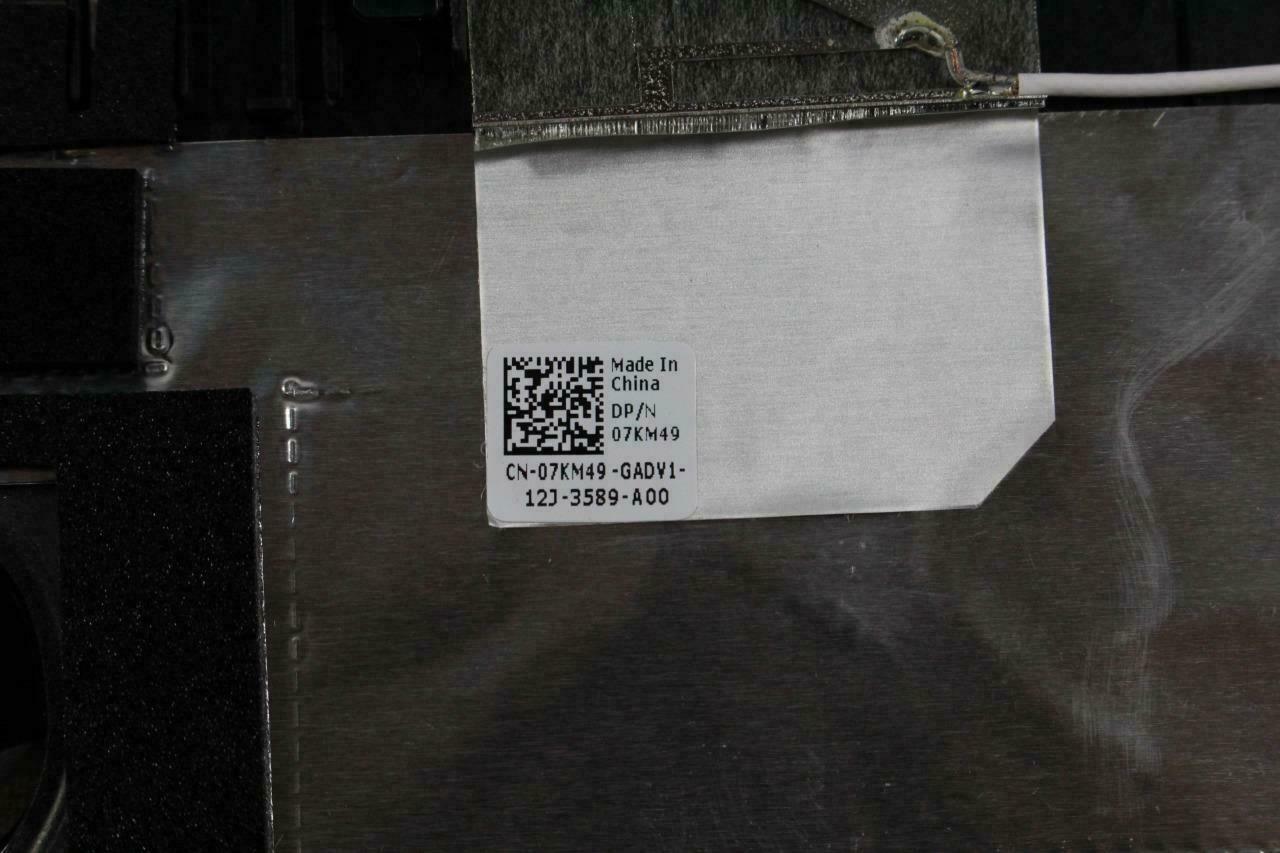 Made In
China
DP/N
07KM49
CN-07KM49-GADV1-
12J-3589-A00